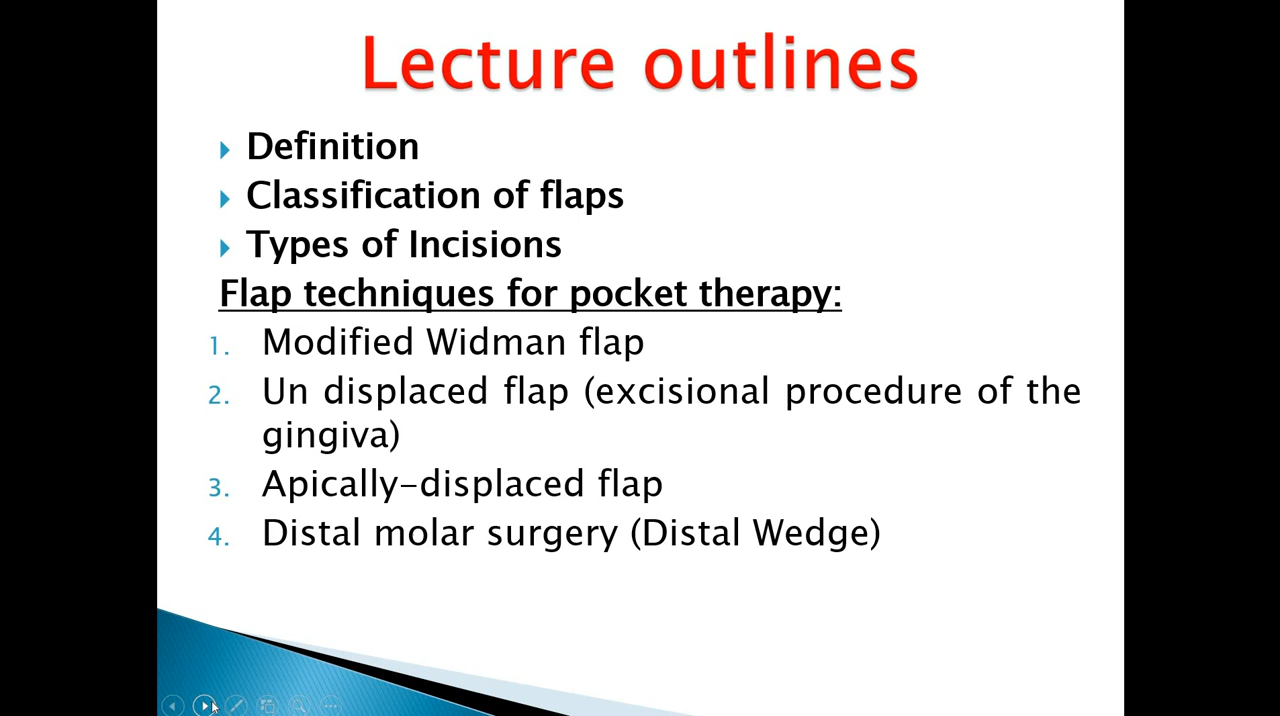 Lecture outlines
Definition
Classification of flaps
Types of Incisions
Flap techniques for pocket therapy:
1. Modified Widman flap
2. Un displaced flap (excisional procedure of the
gingiva)
3. Apically-displaced flap
4. Distal molar surgery (Distal Wedge)